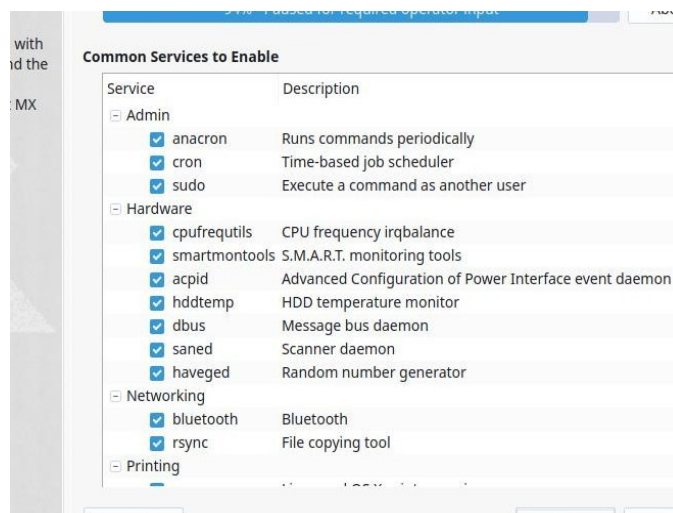 with
the
MX
Common Services to Enable
Service Description
Admin
anacron Runs commands periodically
cron Time-based job scheduler
sudo Execute a command as another user
Hardware
cpufrequtils CPU frequency irqbalance
smartmontools S.M.A.R.T. monitoring tools
acpid Advanced Configuration of Power Interface event daemon
hddtemp HDD temperature monitor
dbus Message bus daemon
saned Scanner daemon
haveged Random number generator
Networking
bluetooth Bluetooth
rsync File copying tool
Printing